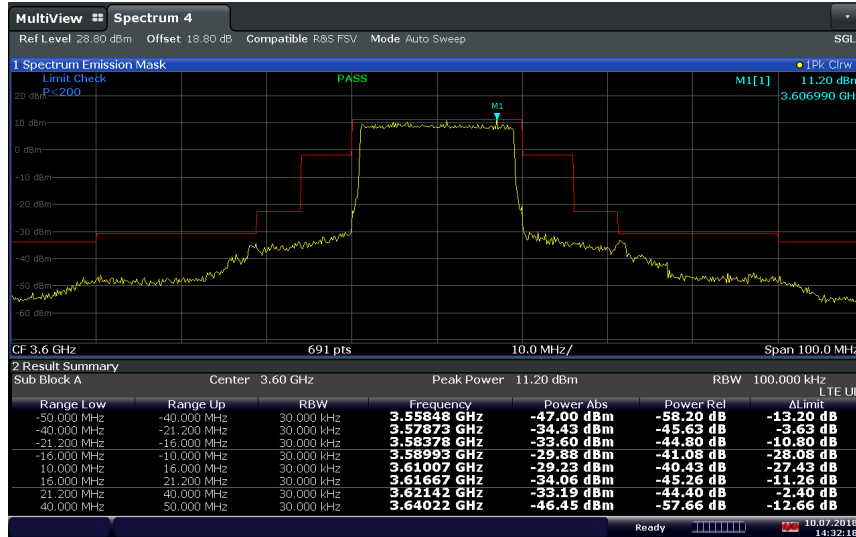 MultiView Spectrum 4
Ref Level 28.80 dBm Offset 18.80 dB Compatible R&S FSV Mode Auto Sweep
SGL
1 Spectrum Emission Mask 1Pk Clrw
Limit Check PASS M1[1] 11.20 dBm
P<200 3.606990 GHz
20 dBm
M1
10 dBm
0 dBm
-10 dBm
-20 dBm
-30 dBm
-40 dBm
-50 dBm
-60 dBm
CF 3.6 GHz 691 pts 10.0 MHz/ Span 100.0 MHz
2 Result Summary
Sub Block A Center 3.60 GHz Peak Power 11.20 dBm RBW 100.000 kHz
LTE UL
Range Low Range Up RBW Frequency Power Abs Power Rel ΔLimit
-50.000 MHz -40.000 MHz 30.000 kHz 3.55848 GHz -47.00 dBm -58.20 dB -13.20 dB
-40.000 MHz -21.200 MHz 30.000 kHz 3.57873 GHz -34.43 dBm -45.63 dB -3.63 dB
-21.200 MHz -16.000 MHz 30.000 kHz 3.58378 GHz -33.60 dBm -44.80 dB -10.80 dB
-16.000 MHz -10.000 MHz 30.000 kHz 3.58993 GHz -29.88 dBm -41.08 dB -28.08 dB
10.000 MHz 16.000 MHz 30.000 kHz 3.61007 GHz -29.23 dBm -40.43 dB -27.43 dB
16.000 MHz 21.200 MHz 30.000 kHz 3.61667 GHz -34.06 dBm -45.26 dB -11.26 dB
21.200 MHz 40.000 MHz 30.000 kHz 3.62142 GHz -33.19 dBm -44.40 dB -2.40 dB
40.000 MHz 50.000 MHz 30.000 kHz 3.64022 GHz -46.45 dBm -57.66 dB -12.66 dB
Ready 10.07.2018
14:32:18